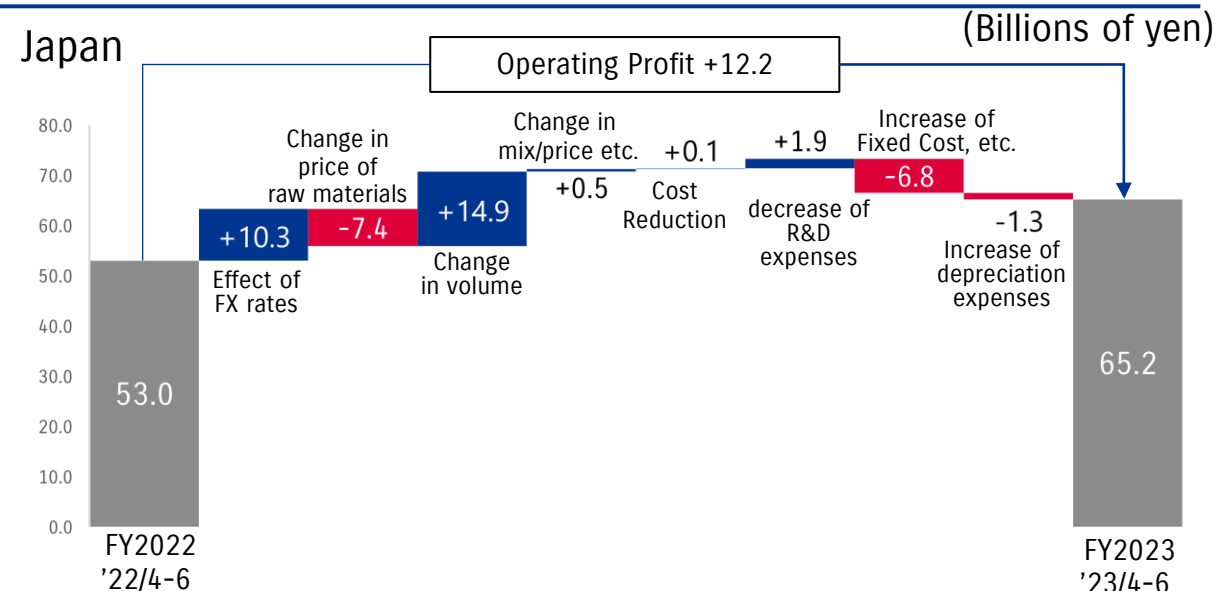 (Billions of yen)
Japan
Operating Profit +12.2
80.0
70.0
60.0
50.0
40.0
30.0
20.0
10.0
0.0
53.0
+10.3
Effect of
FX rates
Change in
price of
raw materials
-7.4
+14.9
Change
in volume
Change in
mix/price etc.
+0.5
+0.1
Cost
Reduction
+1.9
decrease of
R&D
expenses
Increase of
Fixed Cost, etc.
-6.8
-1.3
Increase of
depreciation
expenses
65.2
FY2022
'22/4-6
FY2023
'23/4-6